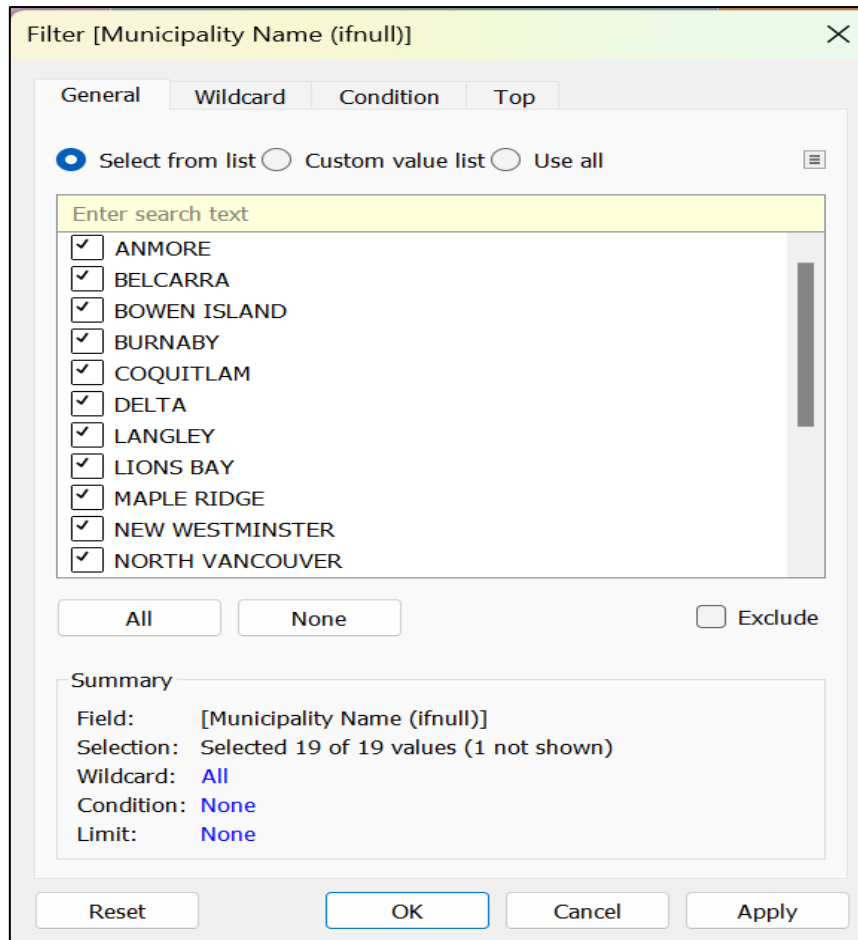 Filter [Municipality Name (ifnull)]
General Wildcard Condition Top
Select from list Custom value list Use all
Enter search text
ANMORE
BELCARRA
BOWEN ISLAND
BURNABY
COQUITLAM
DELTA
LANGLEY
LIONS BAY
MAPLE RIDGE
NEW WESTMINSTER
NORTH VANCOUVER
All None Exclude
Summary
Field: [Municipality Name (ifnull)]
Selection: Selected 19 of 19 values (1 not shown)
Wildcard: All
Condition: None
Limit: None
Reset OK Cancel Apply